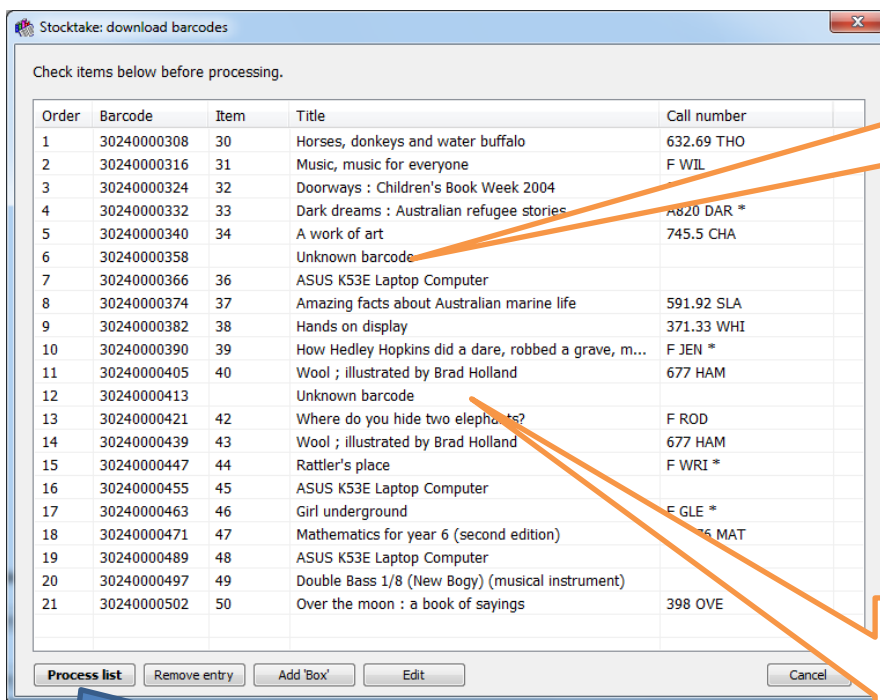 Stocktake: download barcodes
Check items below before processing.
Order Barcode Item Title Call number
1 30240000308 30 Horses, donkeys and water buffalo 632.69 THO
2 30240000316 31 Music, music for everyone F WIL
3 30240000324 32 Doorways : Children's Book Week 2004
4 30240000332 33 Dark dreams : Australian refugee stories A820 DAR *
5 30240000340 34 A work of art 745.5 CHA
6 30240000358 Unknown barcode
7 30240000366 36 ASUS K53E Laptop Computer
8 30240000374 37 Amazing facts about Australian marine life 591.92 SLA
9 30240000382 38 Hands on display 371.33 WHI
10 30240000390 39 How Hedley Hopkins did a dare, robbed a grave, m... F JEN *
11 30240000405 40 Wool ; illustrated by Brad Holland 677 HAM
12 30240000413 Unknown barcode
13 30240000421 42 Where do you hide two elephants? F ROD
14 30240000439 43 Wool ; illustrated by Brad Holland 677 HAM
15 30240000447 44 Rattler's place F WRI *
16 30240000455 45 ASUS K53E Laptop Computer
17 30240000463 46 Girl underground F GLE *
18 30240000471 47 Mathematics for year 6 (second edition) MAT
19 30240000489 48 ASUS K53E Laptop Computer
20 30240000497 49 Double Bass 1/8 (New Bogy) (musical instrument)
21 30240000502 50 Over the moon : a book of sayings 398 OVE
Process list Remove entry Add 'Box' Edit Cancel